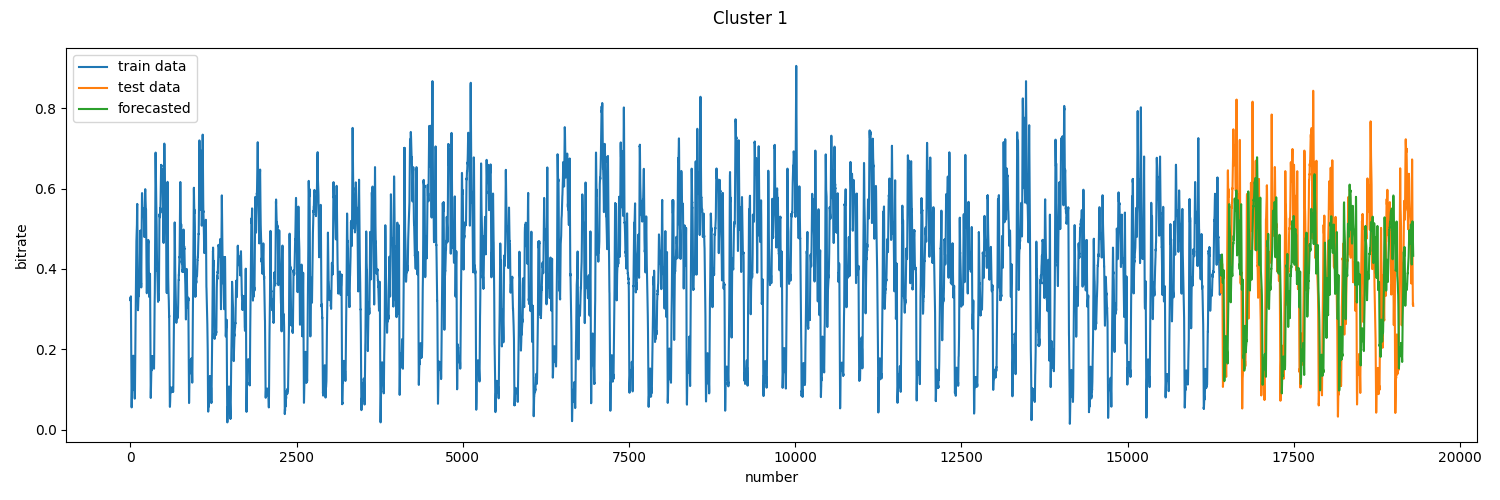 Cluster 1
train data
test data
forecasted
bitrate
0.8
0.6
0.4
0.2
0.0
0 2500 5000 7500 10000 12500 15000 17500 20000
number